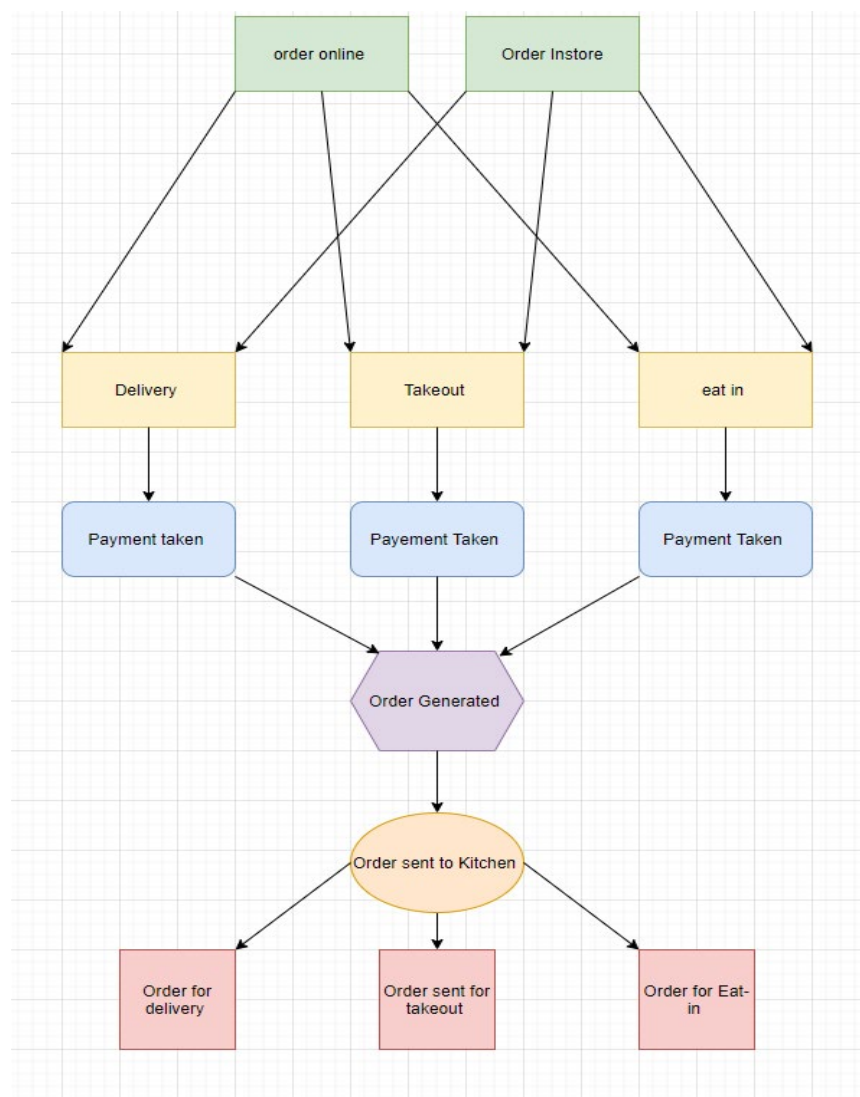 order online
Order Instore
Delivery
Takeout
eat in
Payment taken
Payement Taken
Payment Taken
Order Generated
Order sent to Kitchen
Order for
delivery
Order sent for
takeout
Order for Eat-
in